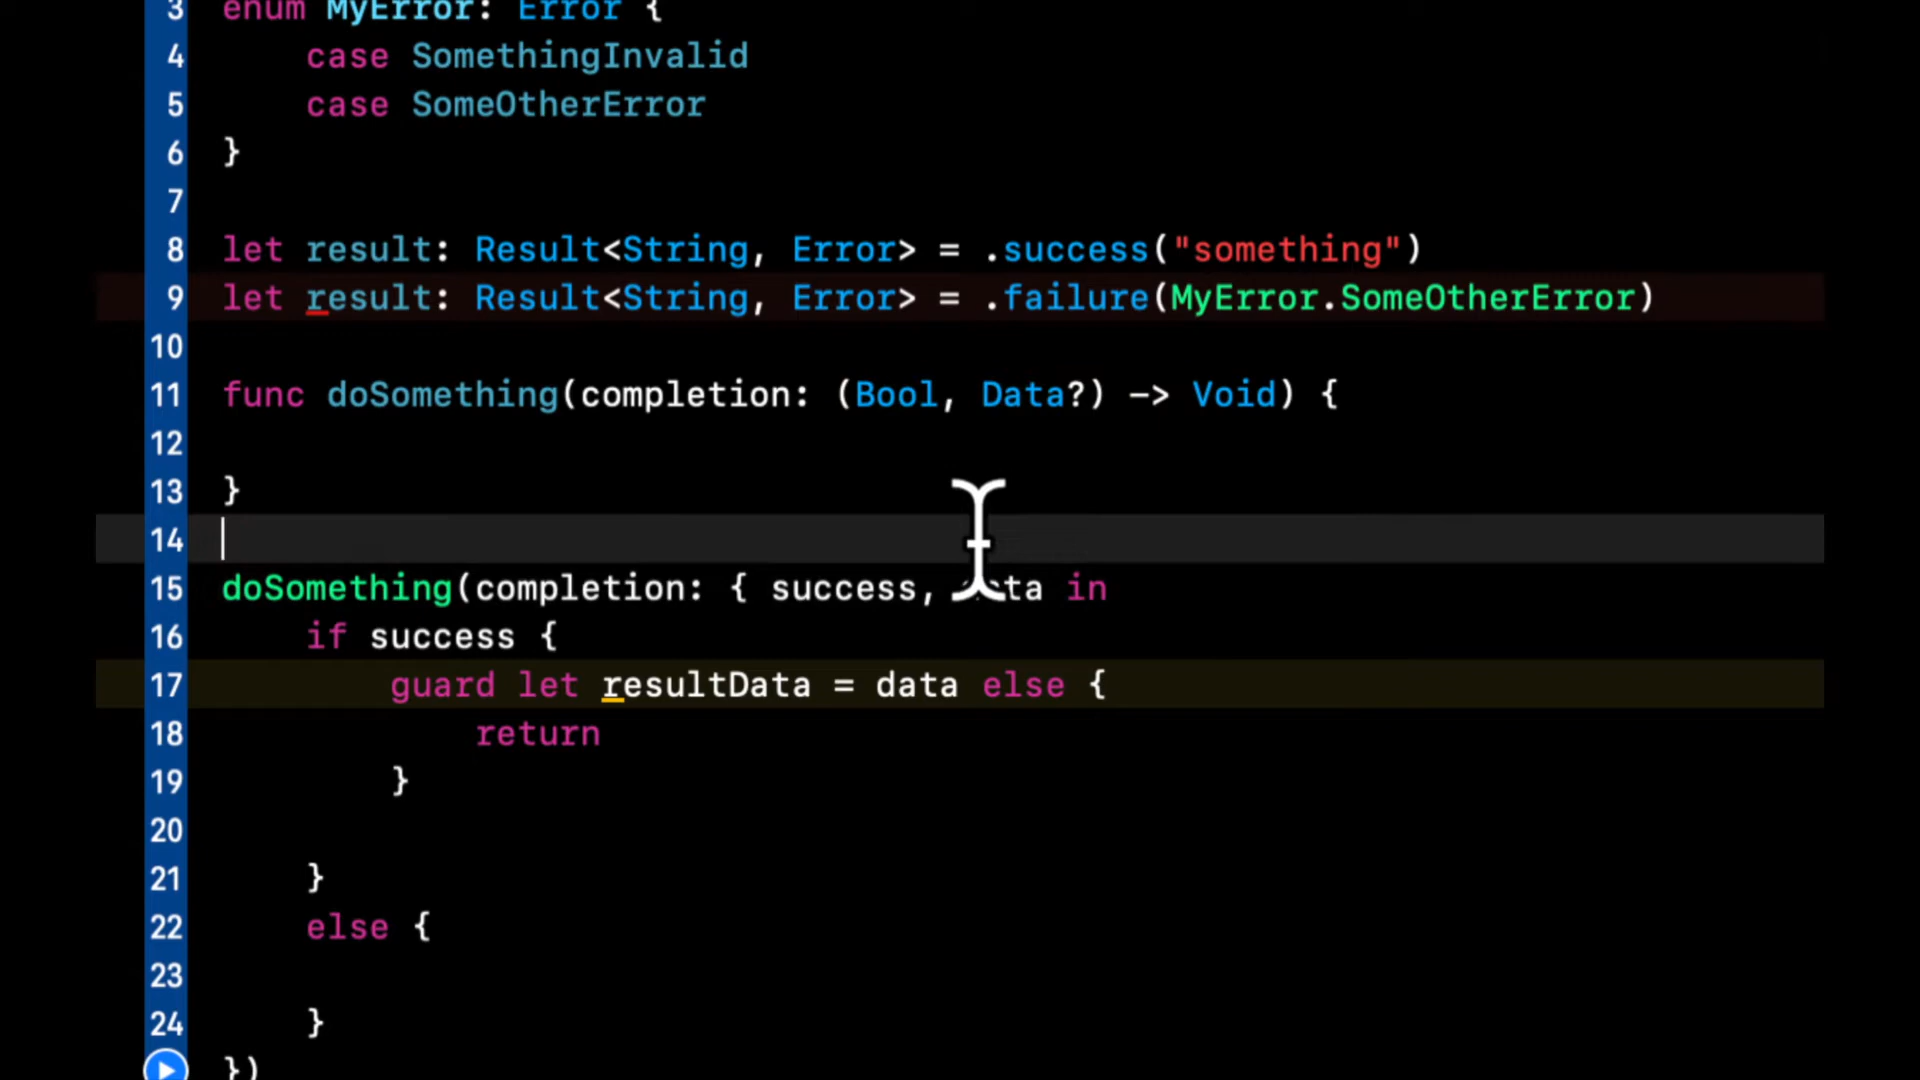 3 enum MyError: Error {
4 case SomethingInvalid
5 case SomeOtherError
6 }
7
8 let result: Result<String, Error> = .success("something")
9 let result: Result<String, Error> = .failure(MyError.SomeOtherError)
10
11 func doSomething(completion: (Bool, Data?) -> Void) {
12
13 }
14
15 doSomething(completion: { success, data in
16 if success {
17 guard let resultData = data else {
18 return
19 }
20
21 }
22 else {
23
24 }
})